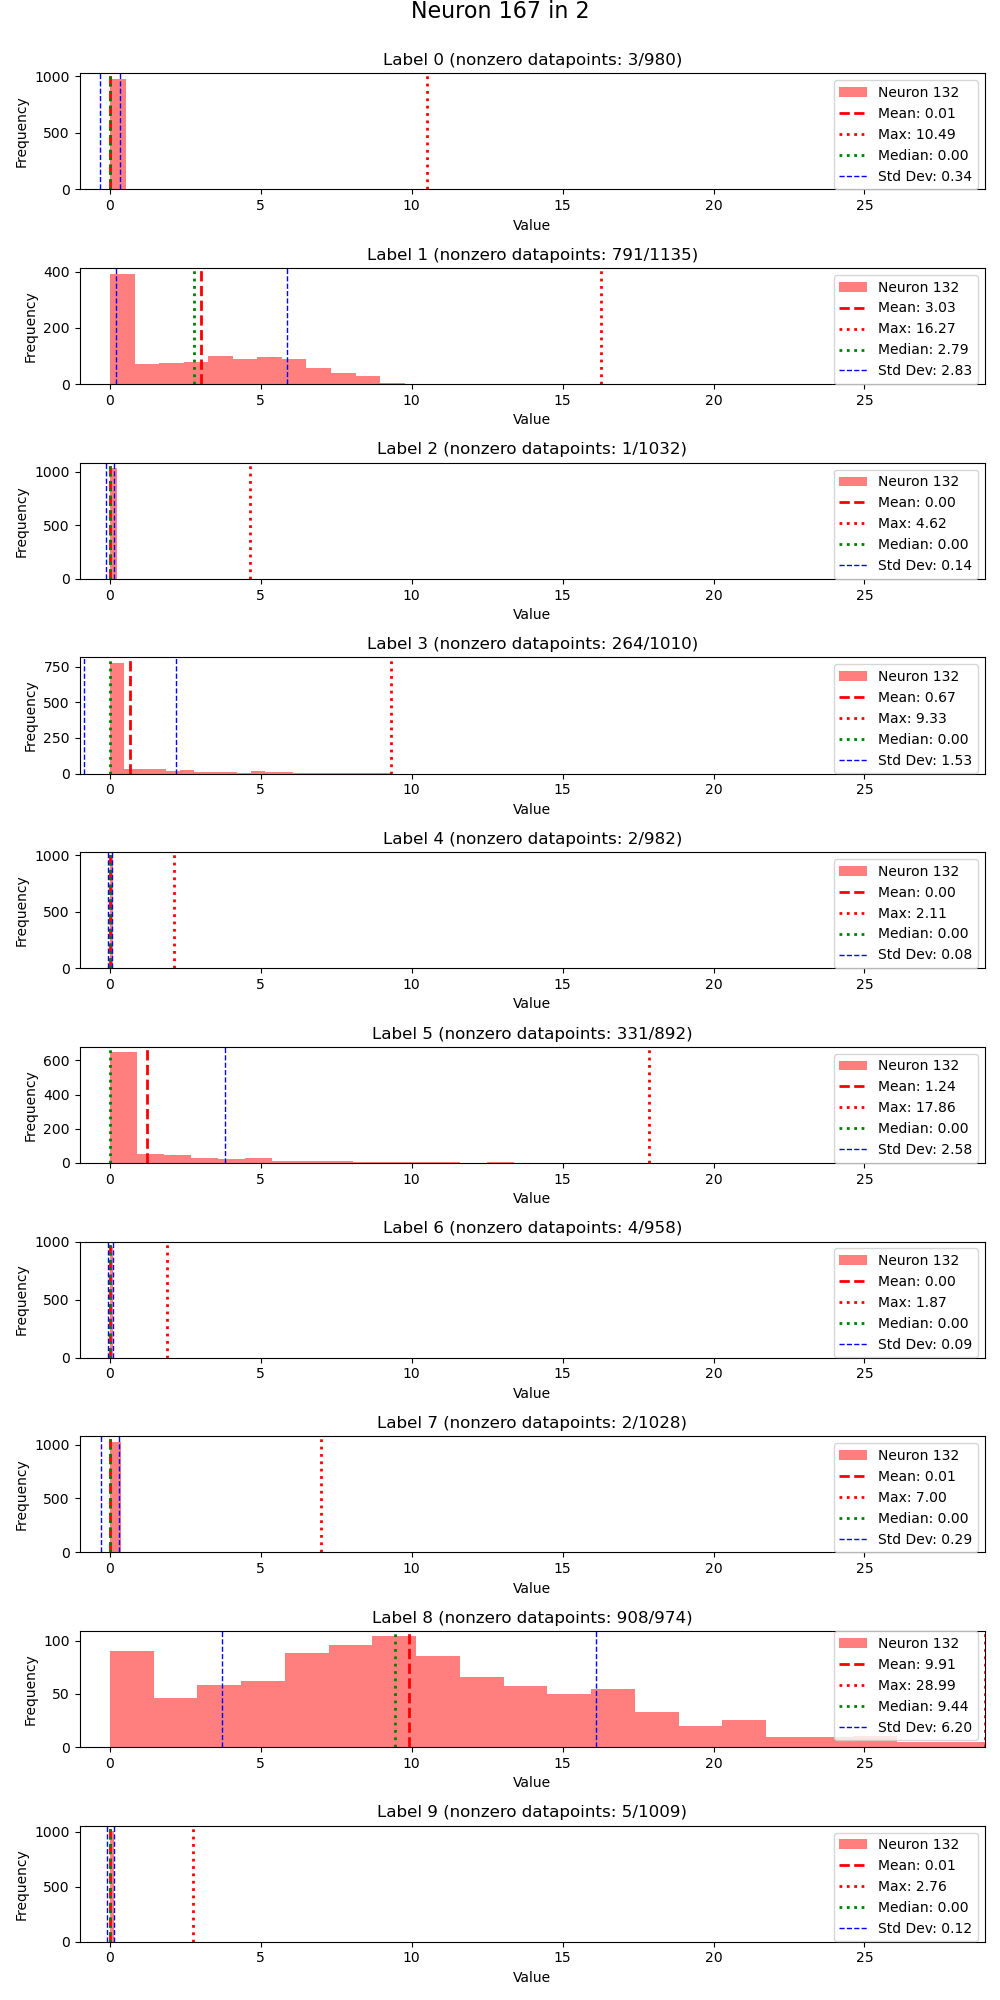 Neuron 167 in 2
Label 0 (nonzero datapoints: 3/980)
Frequency
1000
500
0
Neuron 132
Mean: 0.01
Max: 10.49
Median: 0.00
Std Dev: 0.34
0 5 10 15 20 25
Value
Label 1 (nonzero datapoints: 791/1135)
Frequency
400
200
0
Neuron 132
Mean: 3.03
Max: 16.27
Median: 2.79
Std Dev: 2.83
0 5 10 15 20 25
Value
Label 2 (nonzero datapoints: 1/1032)
Frequency
1000
500
0
Neuron 132
Mean: 0.00
Max: 4.62
Median: 0.00
Std Dev: 0.14
0 5 10 15 20 25
Value
Label 3 (nonzero datapoints: 264/1010)
Frequency
750
500
250
0
Neuron 132
Mean: 0.67
Max: 9.33
Median: 0.00
Std Dev: 1.53
0 5 10 15 20 25
Value
Label 4 (nonzero datapoints: 2/982)
Frequency
1000
500
0
Neuron 132
Mean: 0.00
Max: 2.11
Median: 0.00
Std Dev: 0.08
0 5 10 15 20 25
Value
Label 5 (nonzero datapoints: 331/892)
Frequency
600
400
200
0
Neuron 132
Mean: 1.24
Max: 17.86
Median: 0.00
Std Dev: 2.58
0 5 10 15 20 25
Value
Label 6 (nonzero datapoints: 4/958)
Frequency
1000
500
0
Neuron 132
Mean: 0.00
Max: 1.87
Median: 0.00
Std Dev: 0.09
0 5 10 15 20 25
Value
Label 7 (nonzero datapoints: 2/1028)
Frequency
1000
500
0
Neuron 132
Mean: 0.01
Max: 7.00
Median: 0.00
Std Dev: 0.29
0 5 10 15 20 25
Value
Label 8 (nonzero datapoints: 908/974)
Frequency
100
50
0
Neuron 132
Mean: 9.91
Max: 28.99
Median: 9.44
Std Dev: 6.20
0 5 10 15 20 25
Value
Label 9 (nonzero datapoints: 5/1009)
Frequency
1000
500
0
Neuron 132
Mean: 0.01
Max: 2.76
Median: 0.00
Std Dev: 0.12
0 5 10 15 20 25
Value